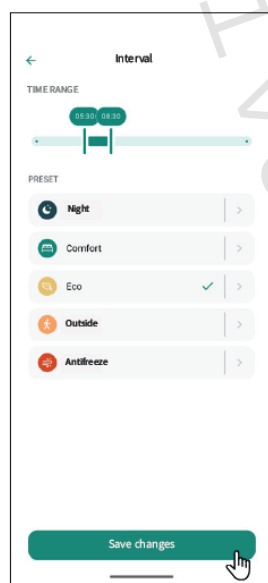 Interval
TIME RANGE
05:30 08:30
PRESET
Night
Comfort
Eco
Outside
Antifreeze
Save changes